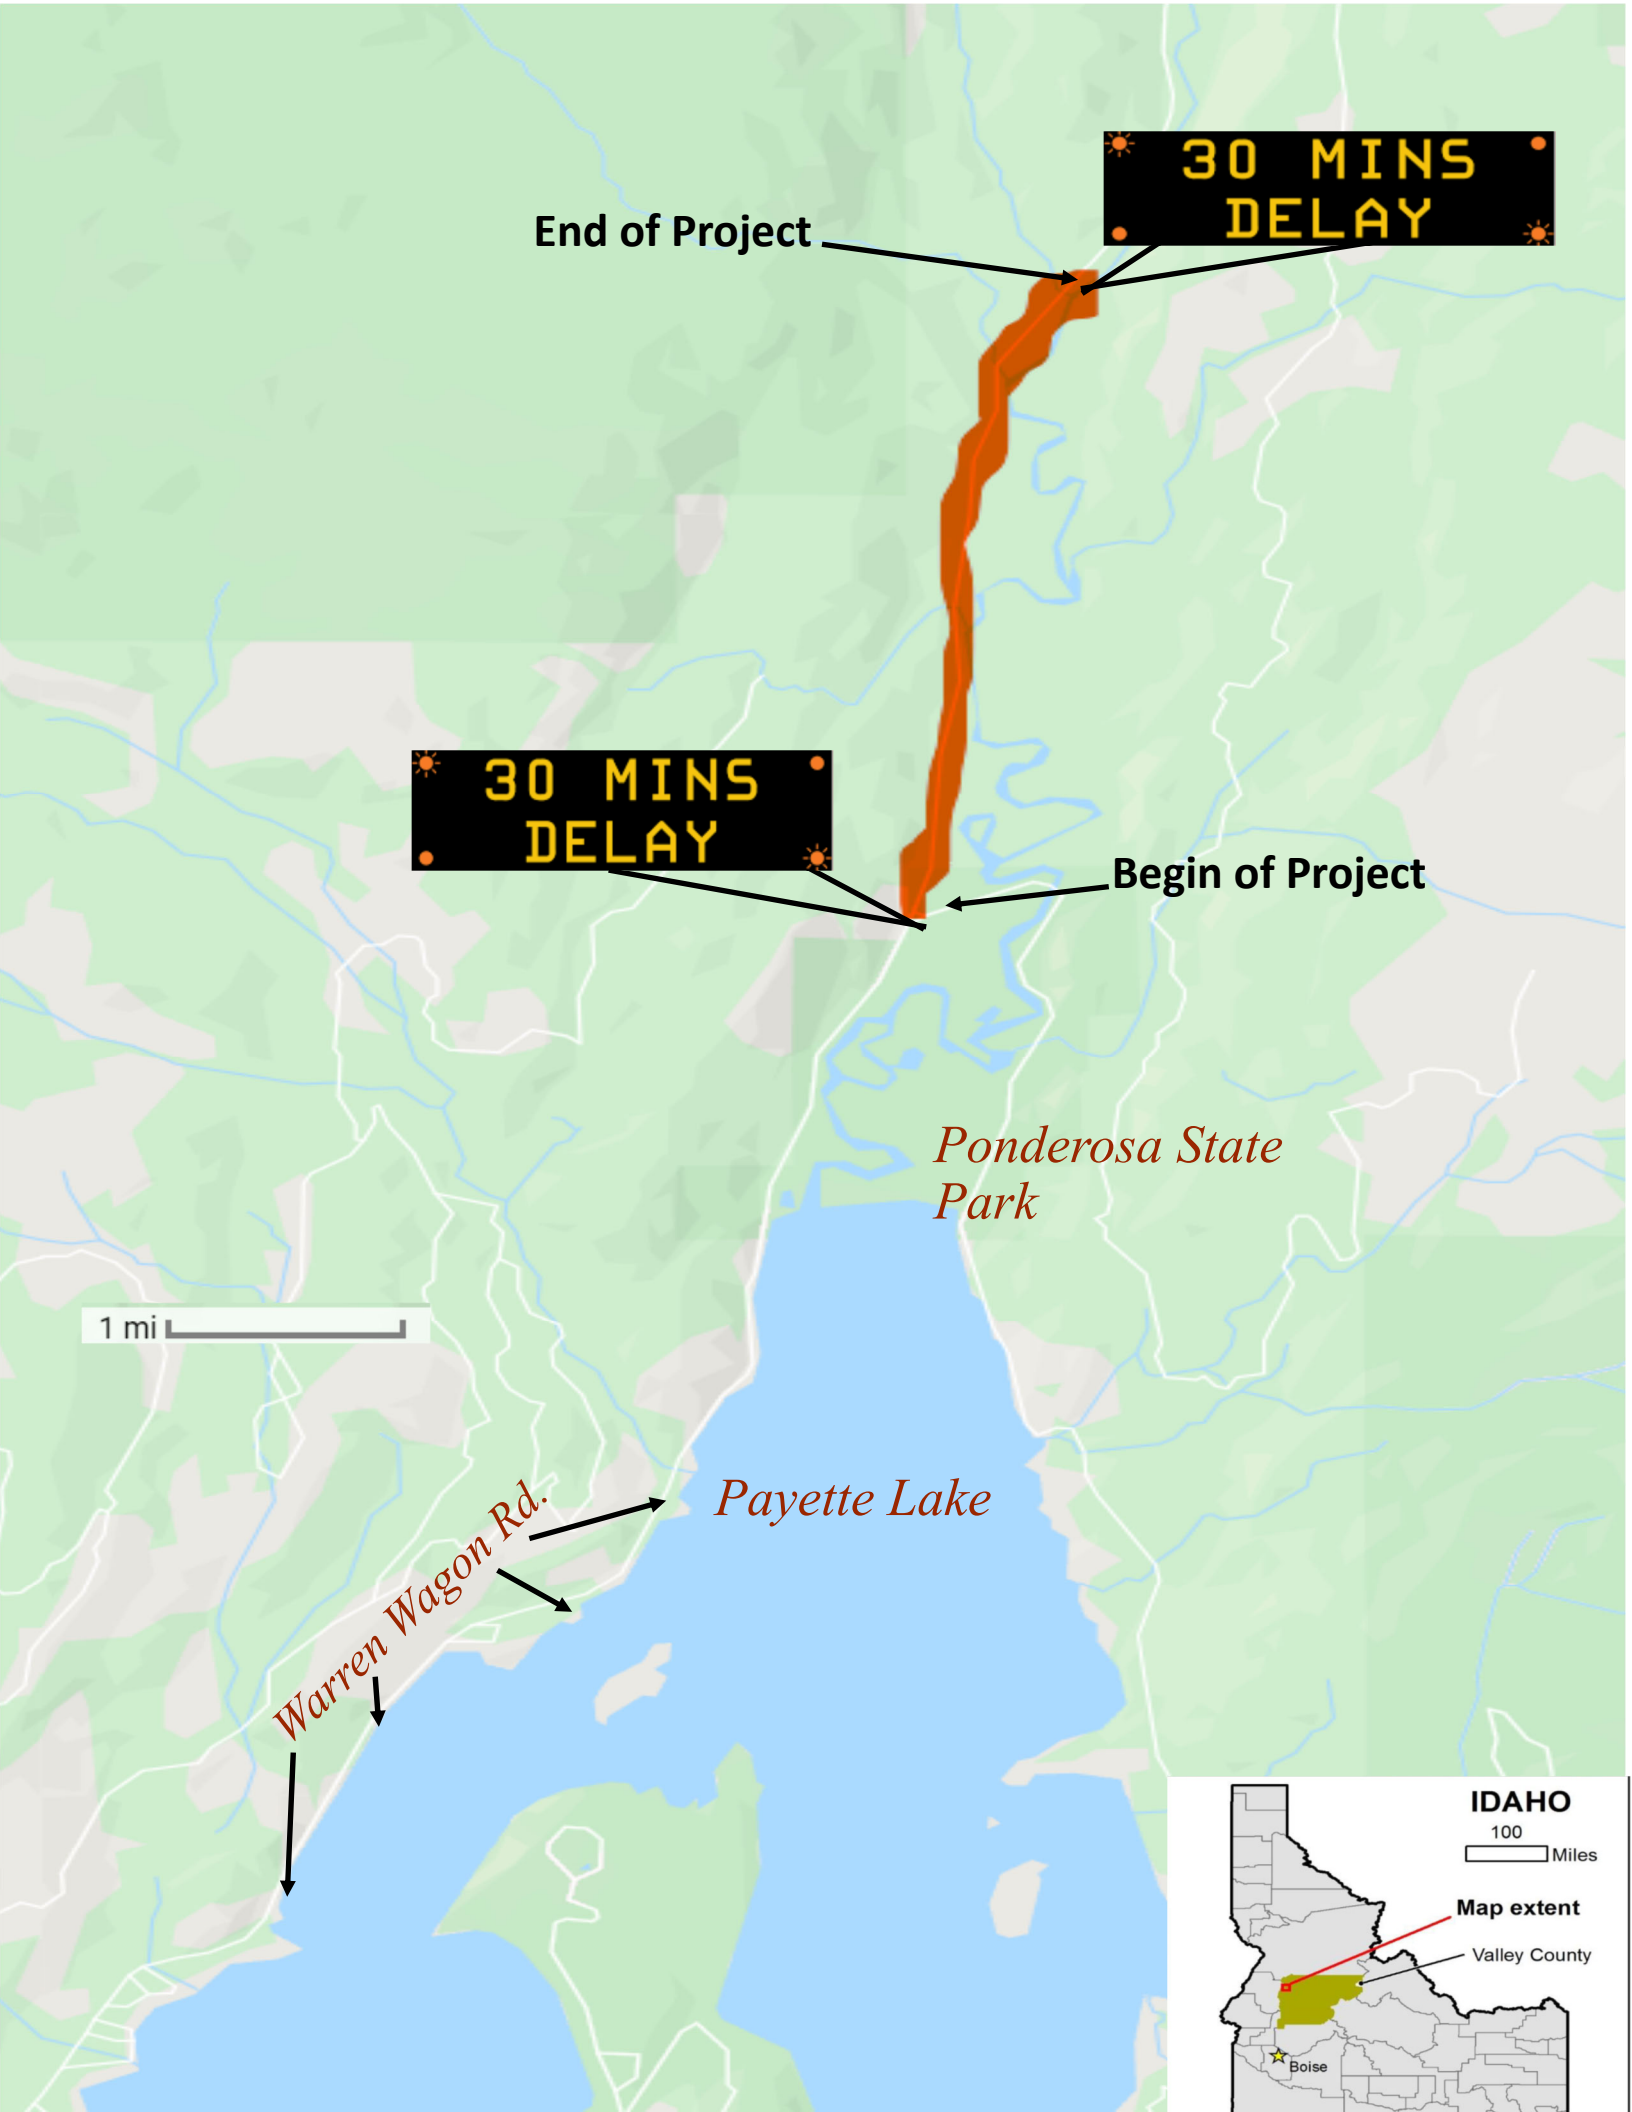 30 MINS
DELAY
End of Project
30 MINS
DELAY
Begin of Project
Ponderosa State
Park
1 mi
Payette Lake
Warren Wagon Rd.
IDAHO
100
Miles
Map extent
Valley County
Boise